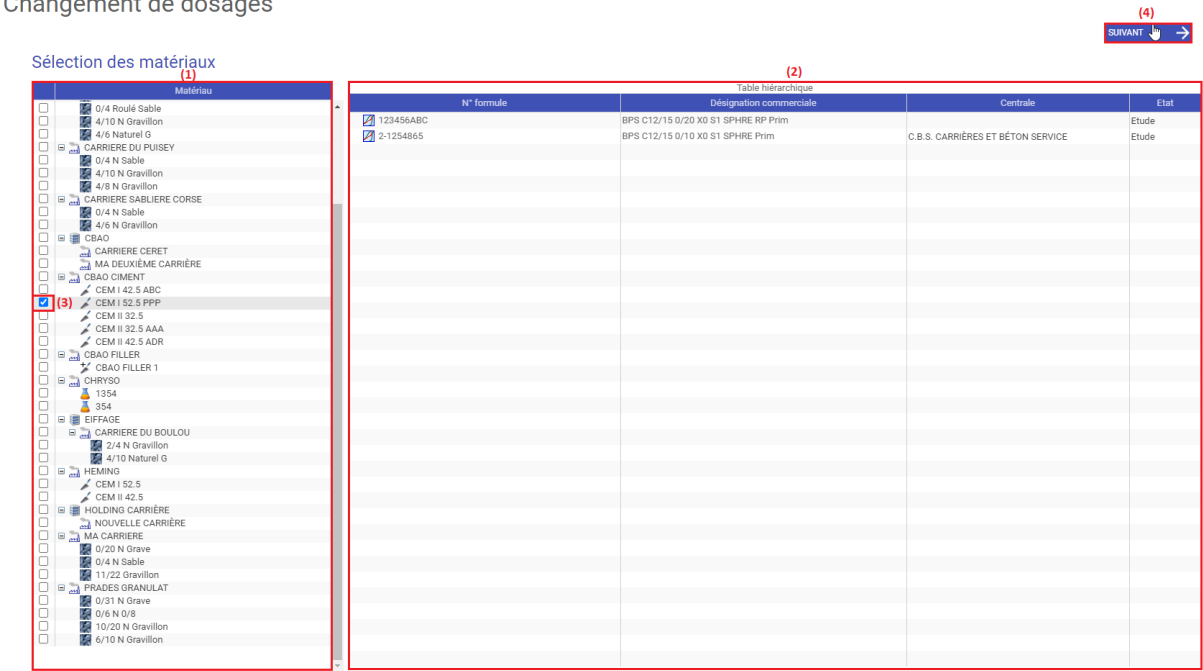 Changement de dosages
(4)
SUIVANT
Sélection des matériaux
(1)
(2)
Matériau
Table hiérarchique
N° formule Désignation commerciale Centrale Etat
0/4 Roulé Sable
123456ABC BPS C12/15 0/20 X0 S1 SPHRE RP Prim Etude
4/10 N Gravillon
4/6 Naturel G
2-1254865 BPS C12/15 0/10 X0 S1 SPHRE Prim C.B.S. CARRIÈRES ET BÉTON SERVICE Etude
CARRIERE DU PUISEY
0/4 N Sable
4/10 N Gravillon
4/8 N Gravillon
CARRIERE SABLIERE CORSE
0/4 N Sable
4/6 N Gravillon
CBAO
CARRIERE CERET
MA DEUXIÈME CARRIÈRE
CBAO CIMENT
CEM I 42.5 ABC
(3) CEM I 52.5 PPP
CEM II 32.5
CEM II 32.5 AAA
CEM II 42.5 ADR
CBAO FILLER
CBAO FILLER 1
CHRYSO
1354
354
EIFFAGE
CARRIERE DU BOULOU
2/4 N Gravillon
4/10 Naturel G
HEMING
CEM I 52.5
CEM II 42.5
HOLDING CARRIÈRE
NOUVELLE CARRIÈRE
MA CARRIERE
0/20 N Grave
0/4 N Sable
11/22 Gravillon
PRADES GRANULAT
0/31 N Grave
0/6 N 0/8
10/20 N Gravillon
6/10 N Gravillon